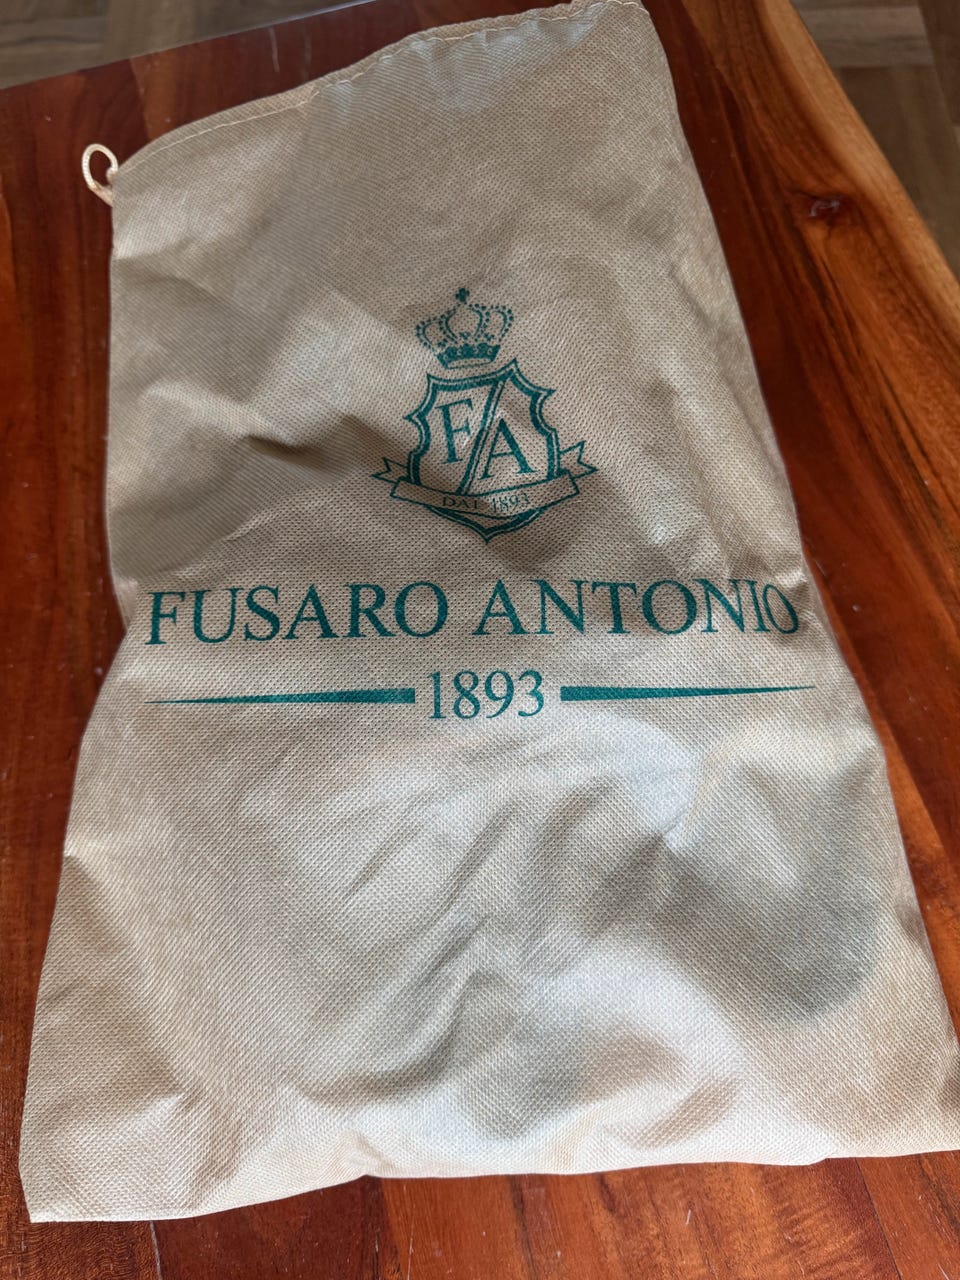 F A
DAL 1893
FUSARO ANTONIO
1893